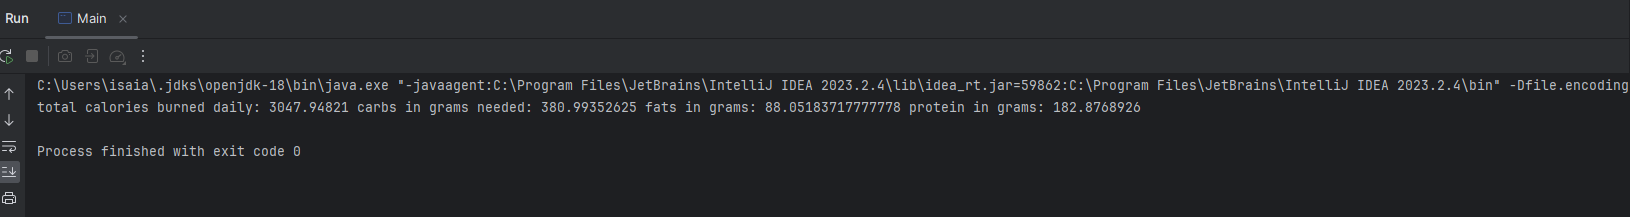 Run Main
C:\Users\isaia\.jdks\openjdk-18\bin\java.exe "-javaagent:C:\Program Files\JetBrains\IntelliJ IDEA 2023.2.4\lib\idea_rt.jar=59862:C:\Program Files\JetBrains\IntelliJ IDEA 2023.2.4\bin" -Dfile.encoding
total calories burned daily: 3047.94821 carbs in grams needed: 380.99352625 fats in grams: 88.05183717777778 protein in grams: 182.8768926
Process finished with exit code 0